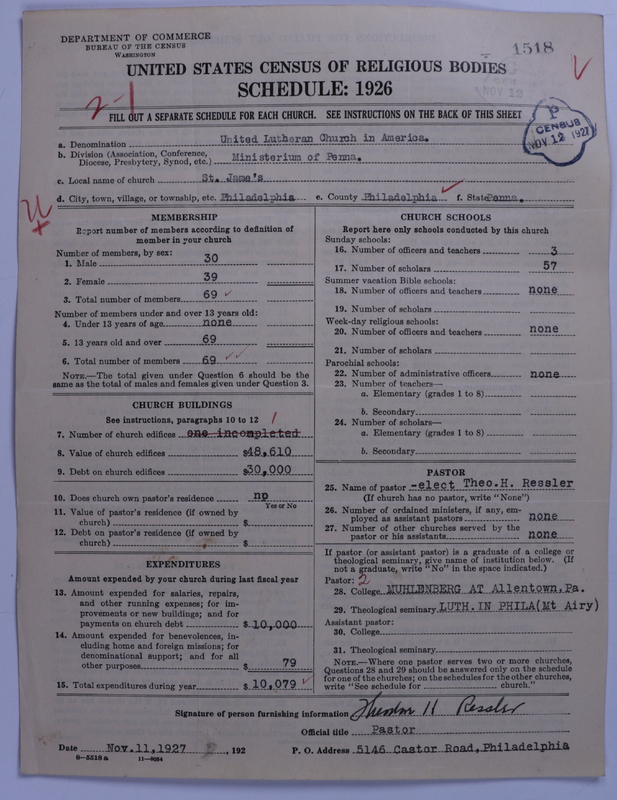 DEPARTMENT OF COMMERCE
BUREAU OF THE CENSUS
WASHINGTON
1518
UNITED STATES CENSUS OF RELIGIOUS BODIES
SCHEDULE: 1926
2-1
NOV 12
FILL OUT A SEPARATE SCHEDULE FOR EACH CHURCH. SEE INSTRUCTIONS ON THE BACK OF THIS SHEET
P
CENSUS
NOV 12 1927
a. Denomination United Lutheran Church in America.
b. Division (Association, Conference, Diocese, Presbytery, Synod, etc.) Ministerium of Penna.
c. Local name of church St. Jame's
d. City, town, village, or township, etc. Philadelphia e. County Philadelphia f. State Penna.
MEMBERSHIP
Report number of members according to definition of
member in your church
Number of members, by sex:
1. Male 30
2. Female 39
3. Total number of members 69
Number of members under and over 13 years old:
4. Under 13 years of age none
5. 13 years old and over 69
6. Total number of members 69
NOTE.—The total given under Question 6 should be the
same as the total of males and females given under Question 3.
CHURCH BUILDINGS
See instructions, paragraphs 10 to 12
1
7. Number of church edifices one incompleted
8. Value of church edifices $48,610
9. Debt on church edifices $30,000
10. Does church own pastor's residence no
Yes or No
11. Value of pastor's residence (if owned by
church) $
12. Debt on pastor's residence (if owned by
church) $
EXPENDITURES
Amount expended by your church during last fiscal year
13. Amount expended for salaries, repairs,
and other running expenses; for im-
provements or new buildings; and for
payments on church debt $ 10,000
14. Amount expended for benevolences, in-
cluding home and foreign missions; for
denominational support; and for all
other purposes $ 79
15. Total expenditures during year $ 10,079
CHURCH SCHOOLS
Report here only schools conducted by this church
Sunday schools:
16. Number of officers and teachers 3
17. Number of scholars 57
Summer vacation Bible schools:
18. Number of officers and teachers none
19. Number of scholars
Week-day religious schools:
20. Number of officers and teachers none
21. Number of scholars
Parochial schools:
22. Number of administrative officers none
23. Number of teachers—
a. Elementary (grades 1 to 8)
b. Secondary
24. Number of scholars—
a. Elementary (grades 1 to 8)
b. Secondary
PASTOR
25. Name of pastor -elect Theo.H. Ressler
(If church has no pastor, write "None")
26. Number of ordained ministers, if any, em-
ployed as assistant pastors none
27. Number of other churches served by the
pastor or his assistants none
If pastor (or assistant pastor) is a graduate of a college or
theological seminary, give name of institution below. (If
not a graduate, write "No" in the space indicated.)
Pastor: 2
28. College MUHLENBERG AT Allentown,Pa.
29. Theological seminary LUTH.IN PHILA(Mt Airy)
Assistant pastor:
30. College
31. Theological seminary
NOTE.—Where one pastor serves two or more churches,
Questions 28 and 29 should be answered only on the schedule
for one of the churches; on the schedules for the other churches,
write "See schedule for church."
Signature of person furnishing information Theodore H Ressler
Official title Pastor
Date Nov.11,1927 , 192 P. O. Address 5146 Castor Road,Philadelphia
8—5518a 11—9084